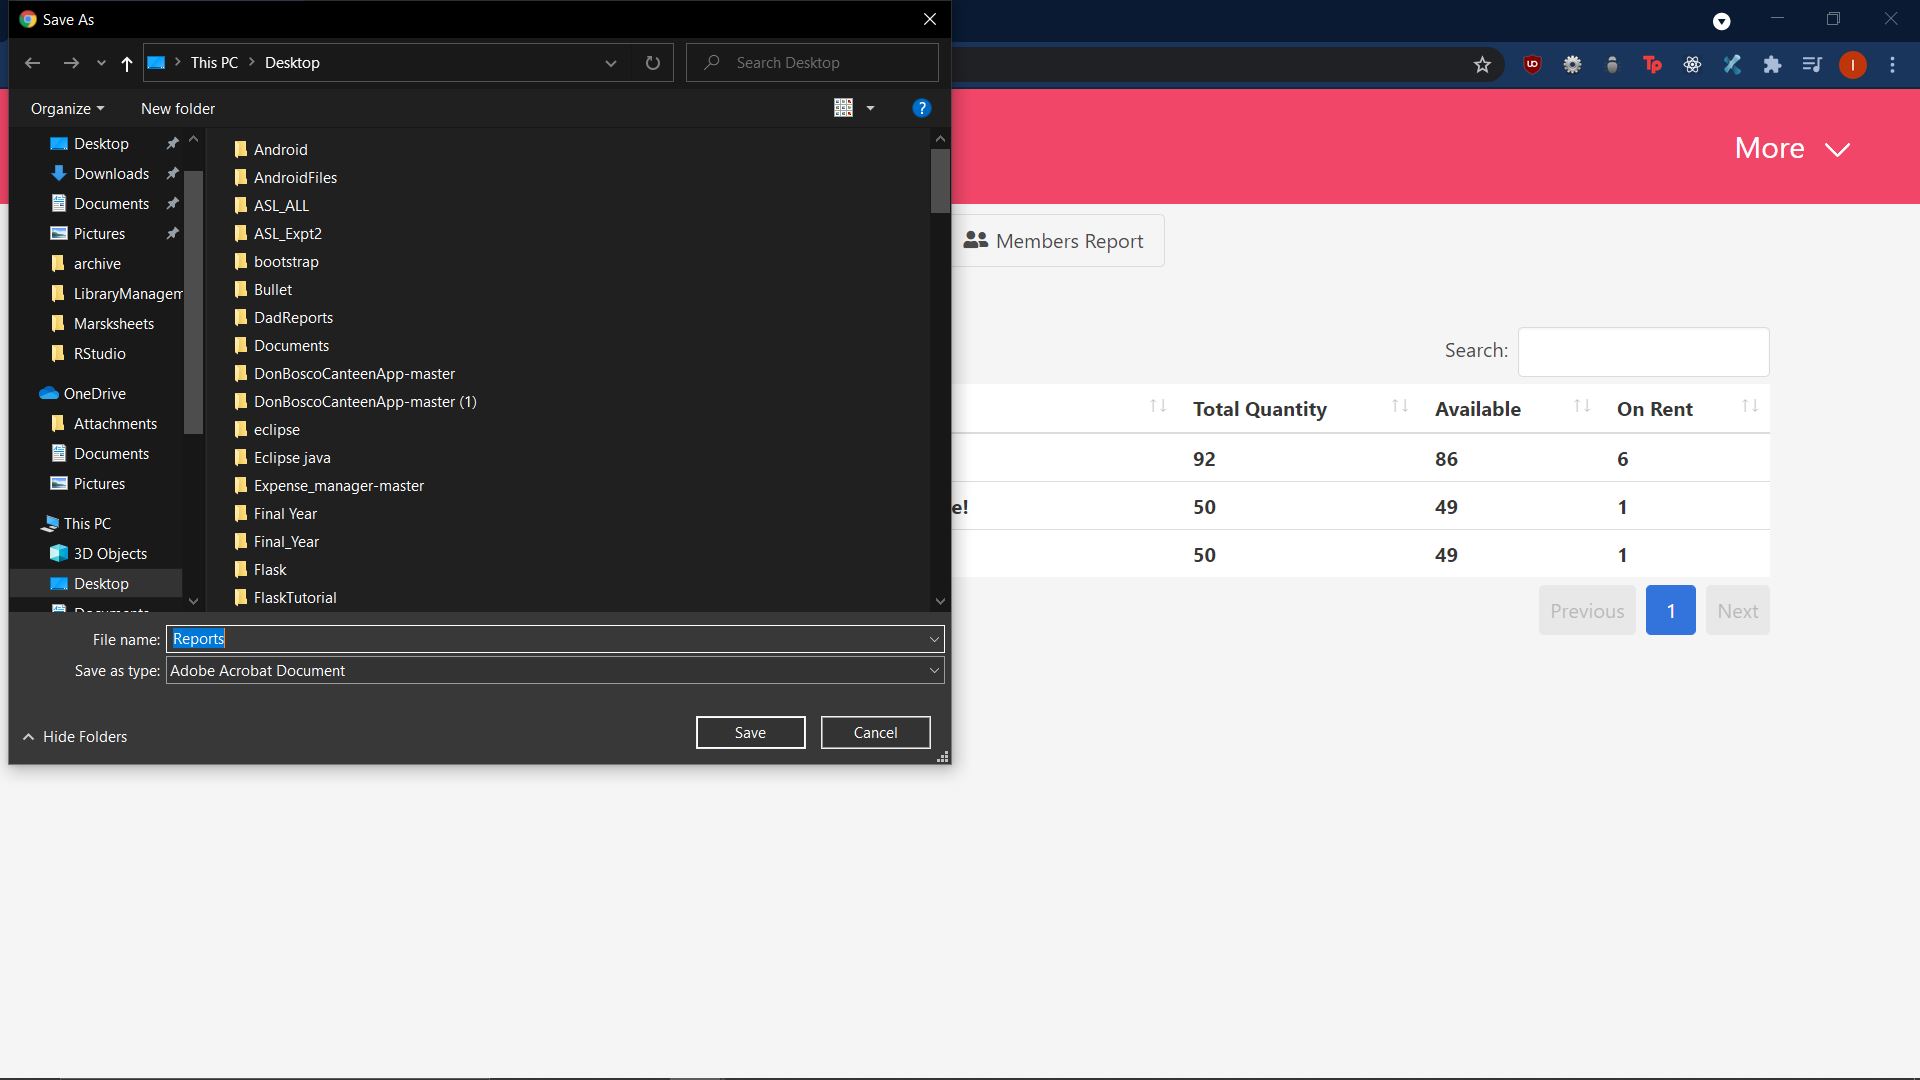 Save As
This PC > Desktop
Search Desktop
Organize
New folder
?
Desktop
Downloads
Documents
Pictures
archive
LibraryManagem
Marsksheets
RStudio
OneDrive
Attachments
Documents
Pictures
This PC
3D Objects
Desktop
Android
AndroidFiles
ASL_ALL
ASL_Expt2
bootstrap
Bullet
DadReports
Documents
DonBoscoCanteenApp-master
DonBoscoCanteenApp-master (1)
eclipse
Eclipse java
Expense_manager-master
Final Year
Final_Year
Flask
FlaskTutorial
File name: Reports
Save as type: Adobe Acrobat Document
Hide Folders
Save
Cancel
Tp
I
More
Members Report
Search:
Total Quantity Available On Rent
92 86 6
e! 50 49 1
50 49 1
Previous 1 Next